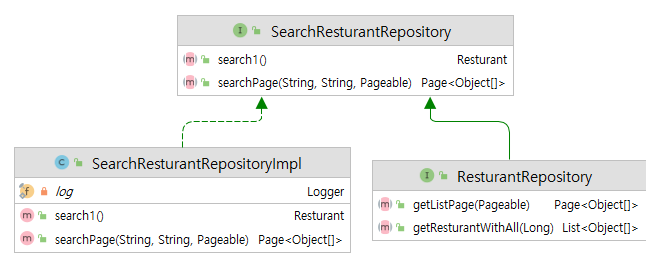 I SearchResturantRepository
m search1() Resturant
m searchPage(String, String, Pageable) Page<Object[]>
C SearchResturantRepositoryImpl
f log Logger
m search1() Resturant
m searchPage(String, String, Pageable) Page<Object[]>
I ResturantRepository
m getListPage(Pageable) Page<Object[]>
m getResturantWithAll(Long) List<Object[]>